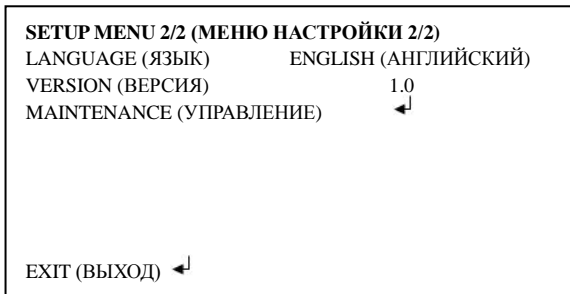 SETUP MENU 2/2 (МЕНЮ НАСТРОЙКИ 2/2)
LANGUAGE (ЯЗЫК) ENGLISH (АНГЛИЙСКИЙ)
VERSION (ВЕРСИЯ) 1.0
MAINTENANCE (УПРАВЛЕНИЕ) ↲
EXIT (ВЫХОД) ↲